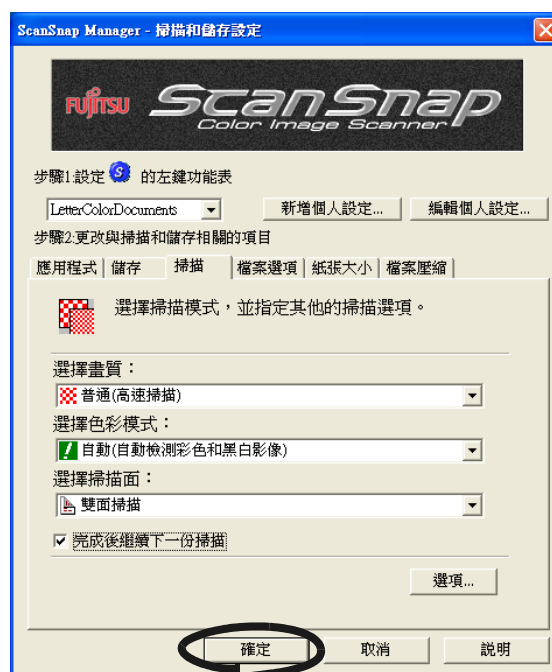 ScanSnap Manager - 掃描和儲存設定
FUJITSU ScanSnap
Color Image Scanner
步驟1:設定 S 的左鍵功能表
LetterColorDocuments 新增個人設定... 編輯個人設定...
步驟2:更改與掃描和儲存相關的項目
應用程式 儲存 掃描 檔案選項 紙張大小 檔案壓縮
選擇掃描模式,並指定其他的掃描選項。
選擇畫質:
普通(高速掃描)
選擇色彩模式:
自動(自動檢測彩色和黑白影像)
選擇掃描面:
雙面掃描
完成後繼續下一份掃描
選項...
確定 取消 説明